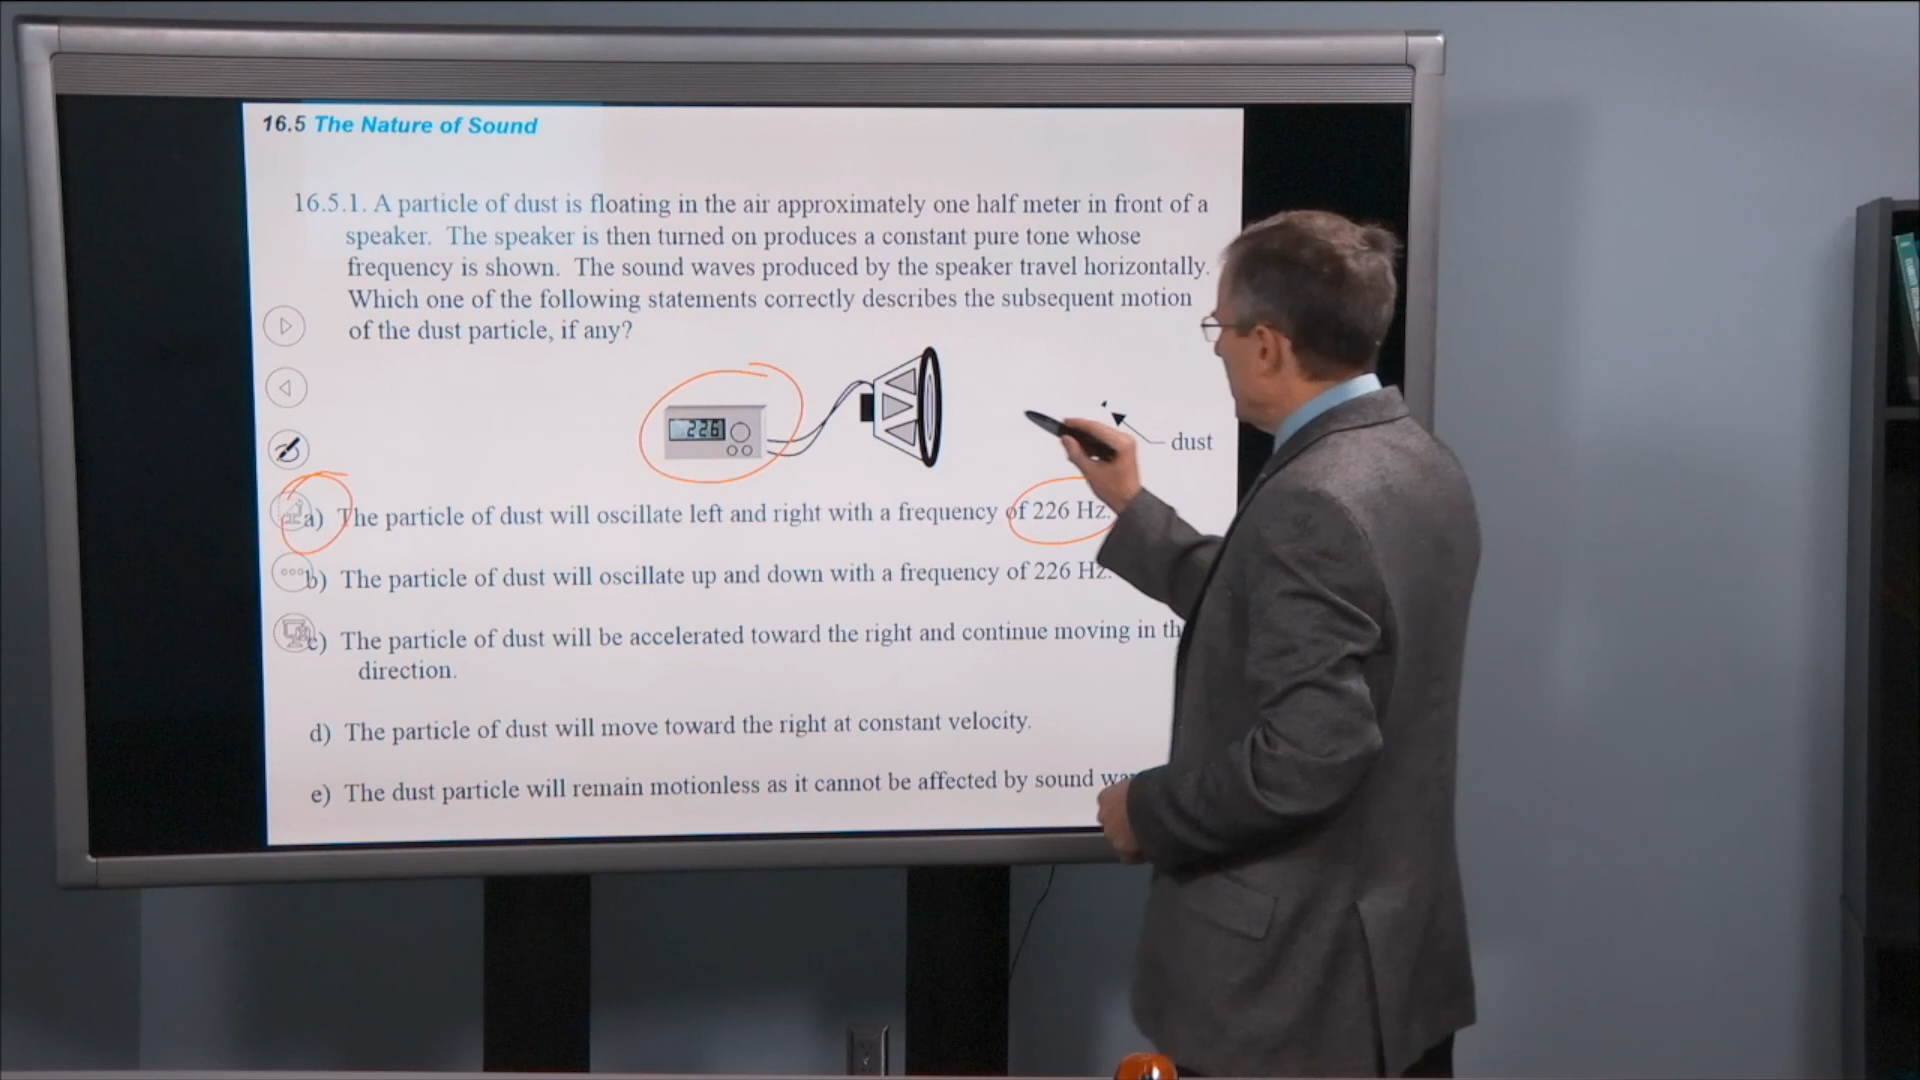 16.5 The Nature of Sound
16.5.1. A particle of dust is floating in the air approximately one half meter in front of a
speaker. The speaker is then turned on produces a constant pure tone whose
frequency is shown. The sound waves produced by the speaker travel horizontally.
Which one of the following statements correctly describes the subsequent motion
of the dust particle, if any?
226
dust
a) The particle of dust will oscillate left and right with a frequency of 226 Hz.
b) The particle of dust will oscillate up and down with a frequency of 226 Hz.
c) The particle of dust will be accelerated toward the right and continue moving in
direction.
d) The particle of dust will move toward the right at constant velocity.
e) The dust particle will remain motionless as it cannot be affected by sound